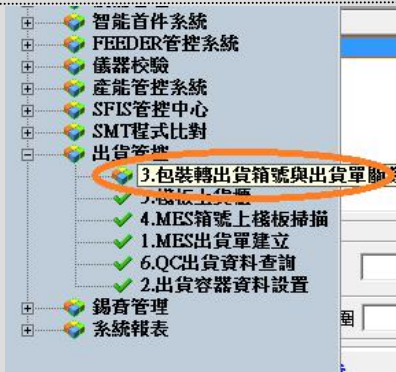 智能首件系統
FEEDER管控系統
儀器校驗
產能管控系統
SFIS管控中心
SMT程式比對
出貨管控
3.包裝轉出貨箱號與出貨單關
5.棧板上貨櫃
4.MES箱號上棧板掃描
1.MES出貨單建立
6.QC出貨資料查詢
2.出貨容器資料設置
錫膏管理
系統報表